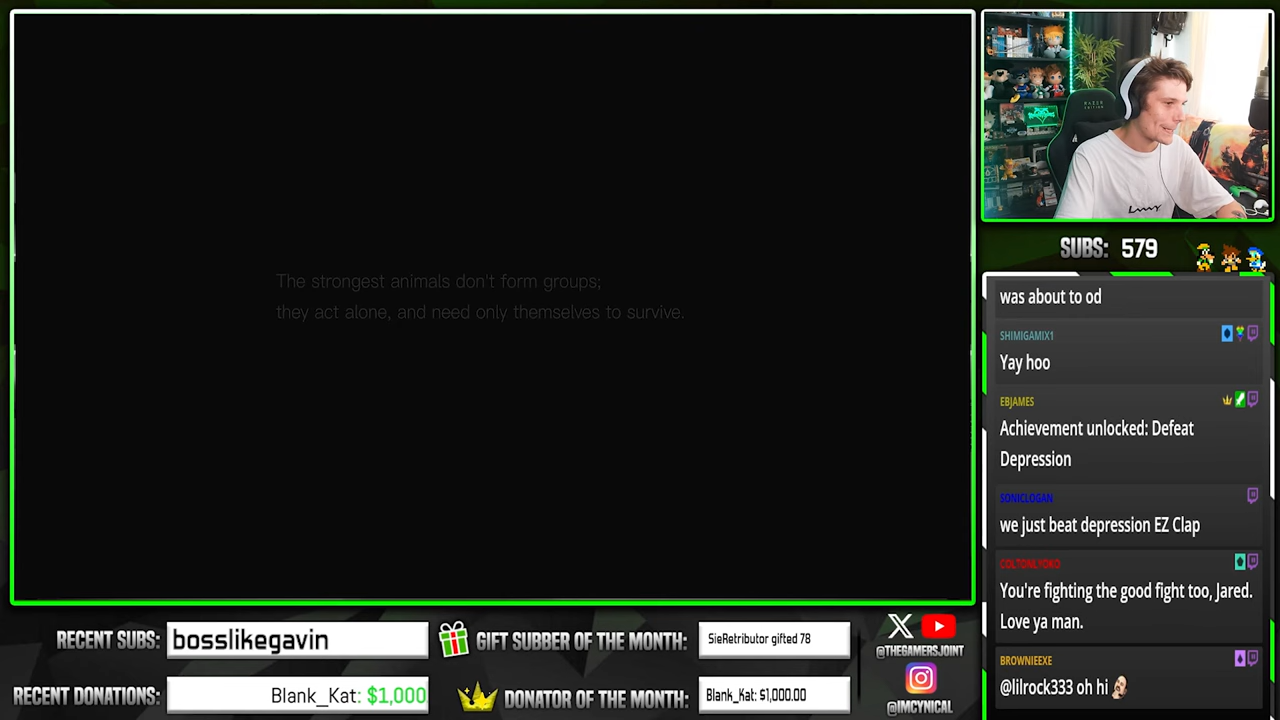 The strongest animals don't form groups;
they act alone, and need only themselves to survive.
RAZER
SUBS: 579
was about to od
SHIMIGAMIX1
Yay hoo
EBJAMES
Achievement unlocked: Defeat
Depression
SONICLOGAN
we just beat depression EZ Clap
COLTONLYOKO
You're fighting the good fight too, Jared.
Love ya man.
BROWNIEEXE
@lilrock333 oh hi
RECENT SUBS: bosslikegavin
GIFT SUBBER OF THE MONTH: SieRetributor gifted 78
@THEGAMERSJOINT
RECENT DONATIONS: Blank_Kat: $1,000
DONATOR OF THE MONTH: Blank_Kat: $1,000.00
@IMCYNICAL